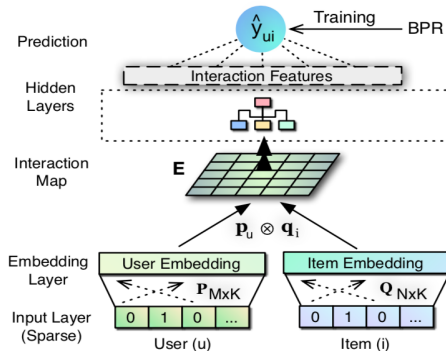 Prediction
ŷui
Training
BPR
Interaction Features
Hidden
Layers
Interaction
Map
E
pu ⊗ qi
Embedding
Layer
User Embedding
Item Embedding
PMxK
QNxK
Input Layer
(Sparse)
0 1 0 ...
0 1 0 ...
User (u)
Item (i)